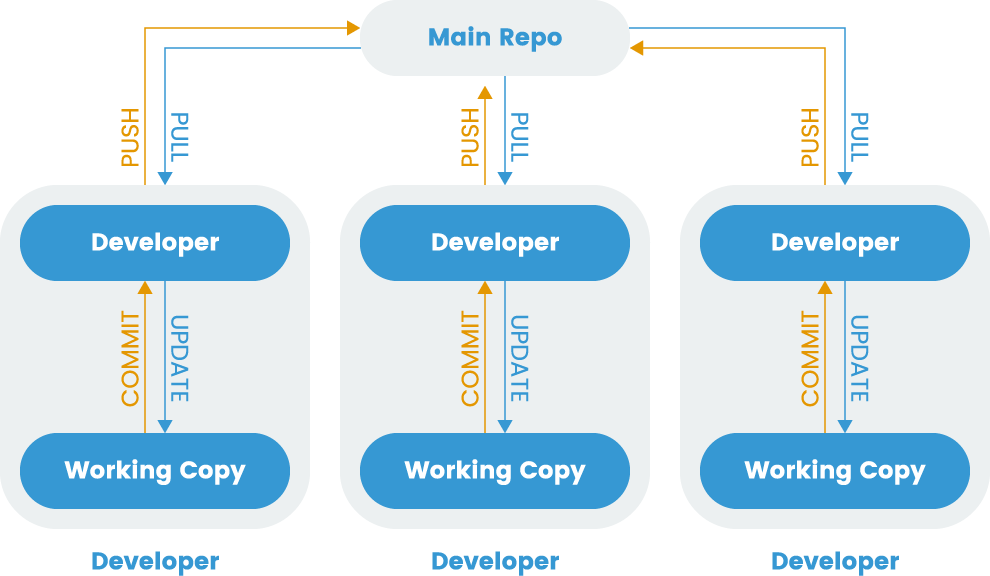 Main Repo
PUSH
PULL
PUSH
PULL
PUSH
PULL
Developer
Developer
Developer
COMMIT
UPDATE
COMMIT
UPDATE
COMMIT
UPDATE
Working Copy
Working Copy
Working Copy
Developer
Developer
Developer